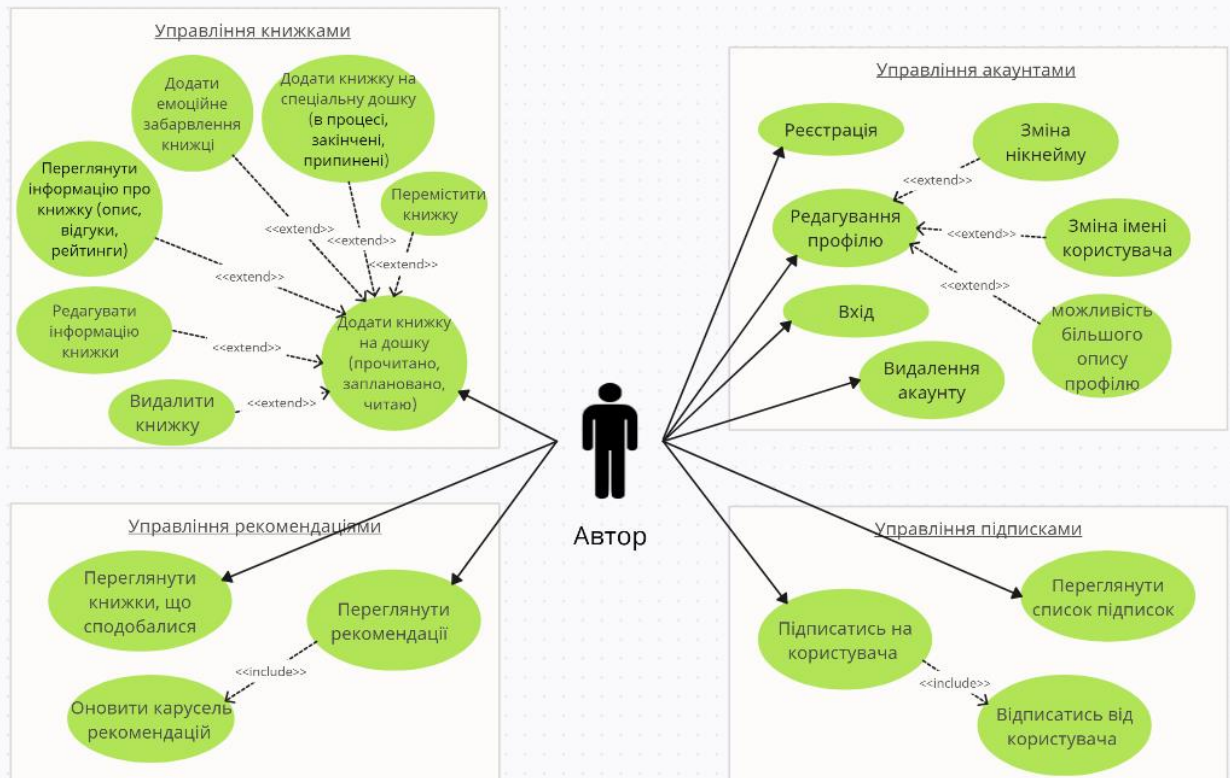 Управління книжками
Додати
емоційне
забарвлення
книжці
Додати книжку на
спеціальну дошку
(в процесі,
закінчені,
припинені)
Переглянути
інформацію про
книжку (опис,
відгуки,
рейтинги)
Перемістити
книжку
<<extend>>
<<extend>>
<<extend>>
<<extend>>
Редагувати
інформацію
книжки
<<extend>>
Додати книжку
на дошку
(прочитано,
заплановано,
читаю)
Видалити
книжку
<<extend>>
Управління акаунтами
Реєстрація
Зміна
нікнейму
<<extend>>
Редагування
профілю
<<extend>>
Зміна імені
користувача
<<extend>>
Вхід
можливість
більшого
опису
профілю
Видалення
акаунту
Автор
Управління рекомендаціями
Переглянути
книжки, що
сподобалися
Переглянути
рекомендації
<<include>>
Оновити карусель
рекомендацій
Управління підписками
Переглянути
список підписок
Підписатись на
користувача
<<include>>
Відписатись від
користувача